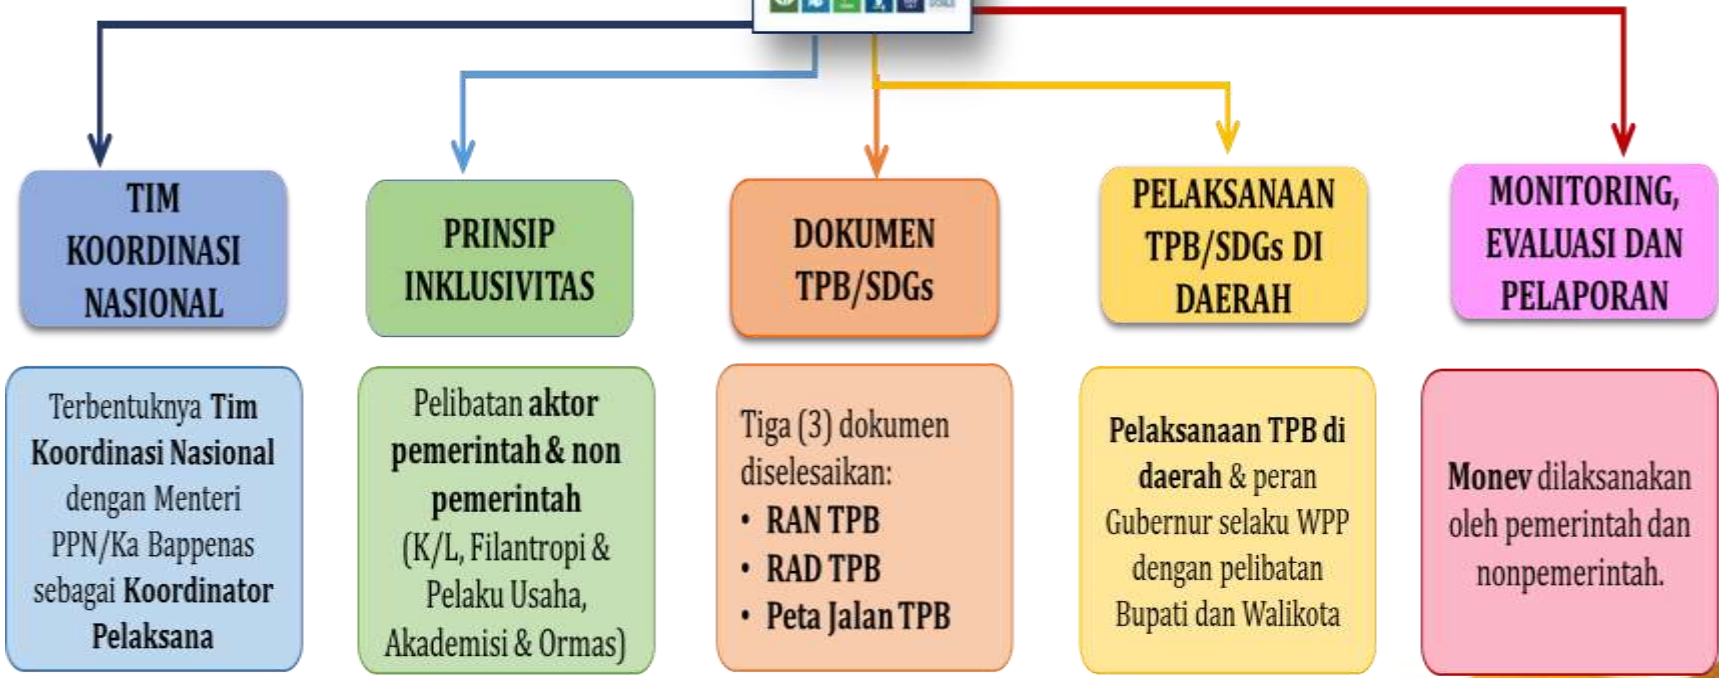 TIM
KOORDINASI
NASIONAL
PRINSIP
INKLUSIVITAS
DOKUMEN
TPB/SDGs
PELAKSANAAN
TPB/SDGs DI
DAERAH
MONITORING,
EVALUASI DAN
PELAPORAN
Terbentuknya Tim
Koordinasi Nasional
dengan Menteri
PPN/Ka Bappenas
sebagai Koordinator
Pelaksana
Pelibatan aktor
pemerintah & non
pemerintah
(K/L, Filantropi &
Pelaku Usaha,
Akademisi & Ormas)
Tiga (3) dokumen
diselesaikan:
• RAN TPB
• RAD TPB
• Peta Jalan TPB
Pelaksanaan TPB di
daerah & peran
Gubernur selaku WPP
dengan pelibatan
Bupati dan Walikota
Monev dilaksanakan
oleh pemerintah dan
nonpemerintah.